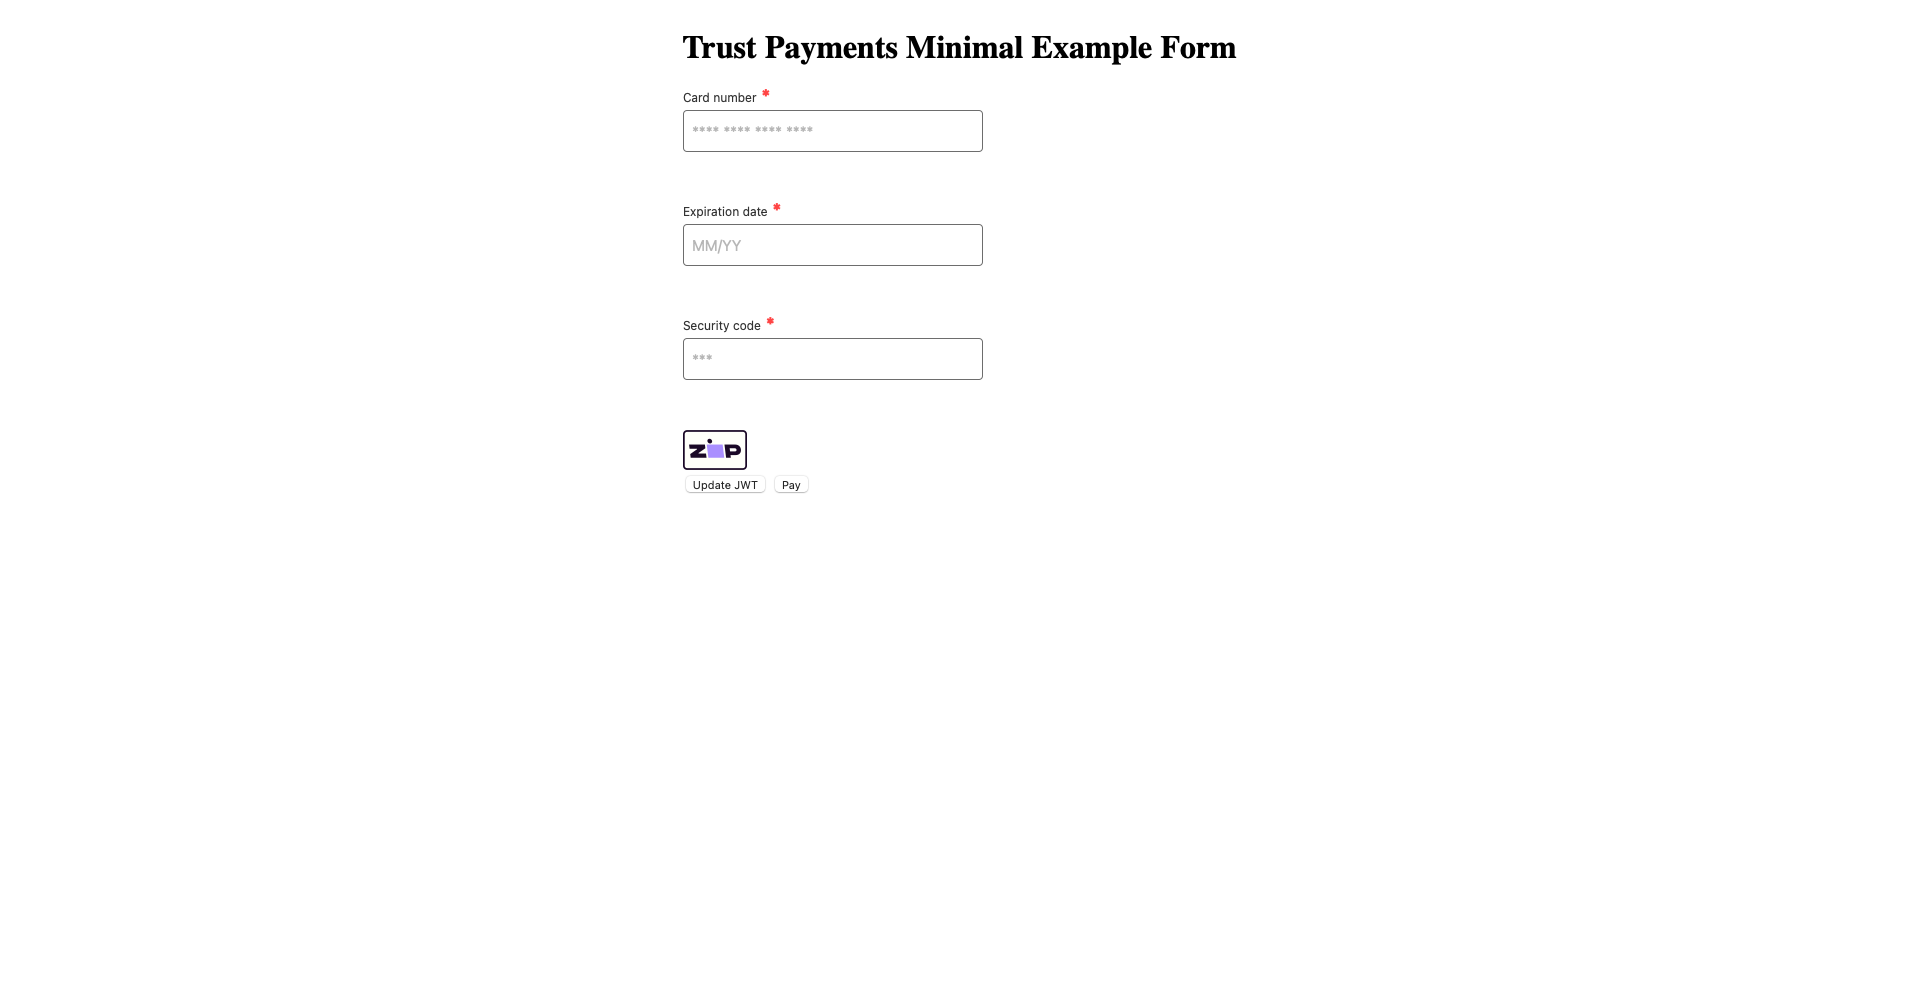 Trust Payments Minimal Example Form
Card number *
**** **** **** ****
Expiration date *
MM/YY
Security code *
***
zip
Update JWT Pay